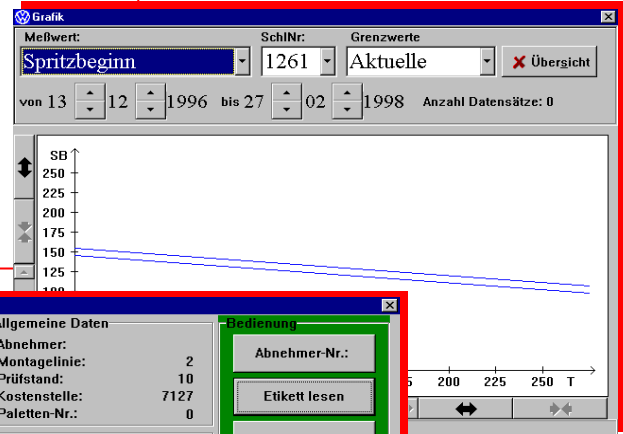 Grafik
Meßwert: SchlNr: Grenzwerte
Spritzbeginn 1261 Aktuelle Übersicht
von 13 12 1996 bis 27 02 1998 Anzahl Datensätze: 0
SB
250
225
200
175
150
125
200 225 250 T
Allgemeine Daten
Abnehmer:
Montagelinie: 2
Prüfstand: 10
Kostenstelle: 7127
Paletten-Nr.: 0
Bedienung
Abnehmer-Nr.:
Etikett lesen